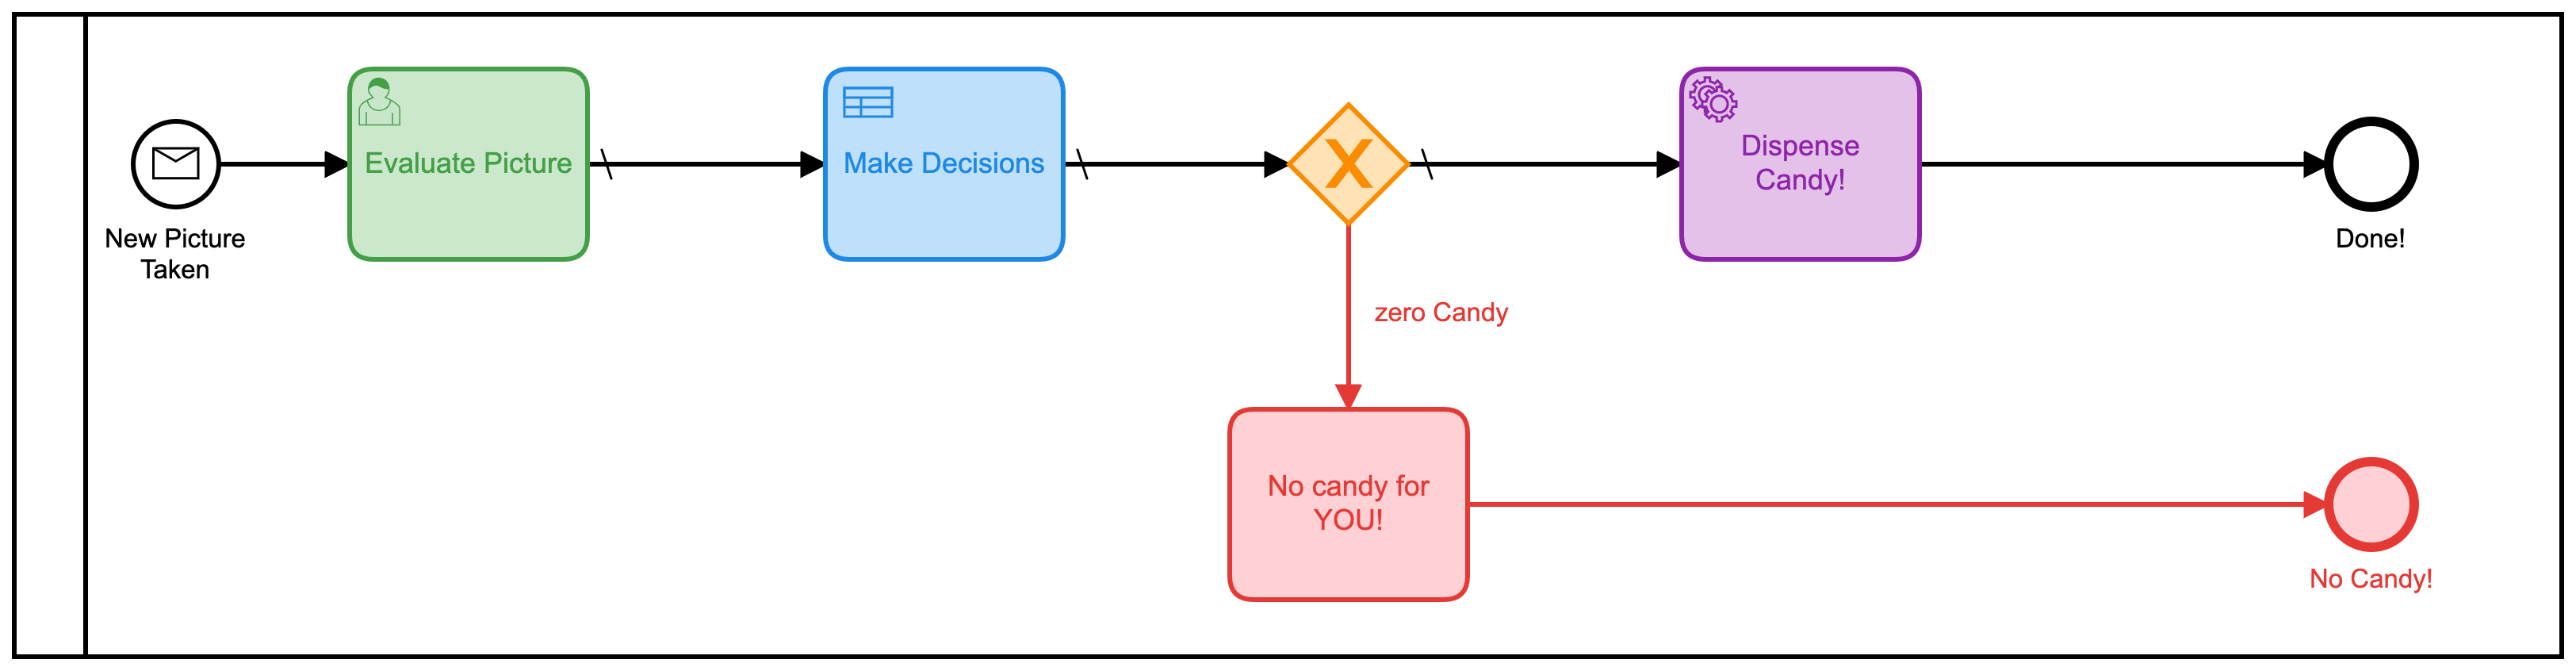 New Picture
Taken
Evaluate Picture
Make Decisions
X
Dispense
Candy!
Done!
zero Candy
No candy for
YOU!
No Candy!